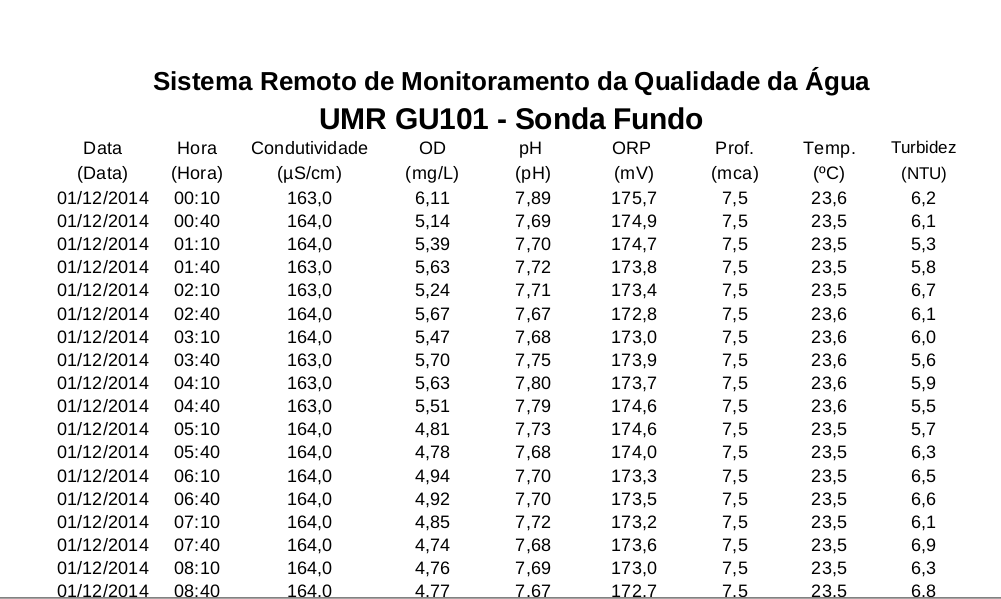 Sistema Remoto de Monitoramento da Qualidade da Água
UMR GU101 - Sonda Fundo
Data Hora Condutividade OD pH ORP Prof. Temp. Turbidez
(Data) (Hora) (µS/cm) (mg/L) (pH) (mV) (mca) (ºC) (NTU)
01/12/2014 00:10 163,0 6,11 7,89 175,7 7,5 23,6 6,2
01/12/2014 00:40 164,0 5,14 7,69 174,9 7,5 23,5 6,1
01/12/2014 01:10 164,0 5,39 7,70 174,7 7,5 23,5 5,3
01/12/2014 01:40 163,0 5,63 7,72 173,8 7,5 23,5 5,8
01/12/2014 02:10 163,0 5,24 7,71 173,4 7,5 23,5 6,7
01/12/2014 02:40 164,0 5,67 7,67 172,8 7,5 23,6 6,1
01/12/2014 03:10 164,0 5,47 7,68 173,0 7,5 23,6 6,0
01/12/2014 03:40 163,0 5,70 7,75 173,9 7,5 23,6 5,6
01/12/2014 04:10 163,0 5,63 7,80 173,7 7,5 23,6 5,9
01/12/2014 04:40 163,0 5,51 7,79 174,6 7,5 23,6 5,5
01/12/2014 05:10 164,0 4,81 7,73 174,6 7,5 23,5 5,7
01/12/2014 05:40 164,0 4,78 7,68 174,0 7,5 23,5 6,3
01/12/2014 06:10 164,0 4,94 7,70 173,3 7,5 23,5 6,5
01/12/2014 06:40 164,0 4,92 7,70 173,5 7,5 23,5 6,6
01/12/2014 07:10 164,0 4,85 7,72 173,2 7,5 23,5 6,1
01/12/2014 07:40 164,0 4,74 7,68 173,6 7,5 23,5 6,9
01/12/2014 08:10 164,0 4,76 7,69 173,0 7,5 23,5 6,3
01/12/2014 08:40 164,0 4,77 7,67 172,7 7,5 23,5 6,8